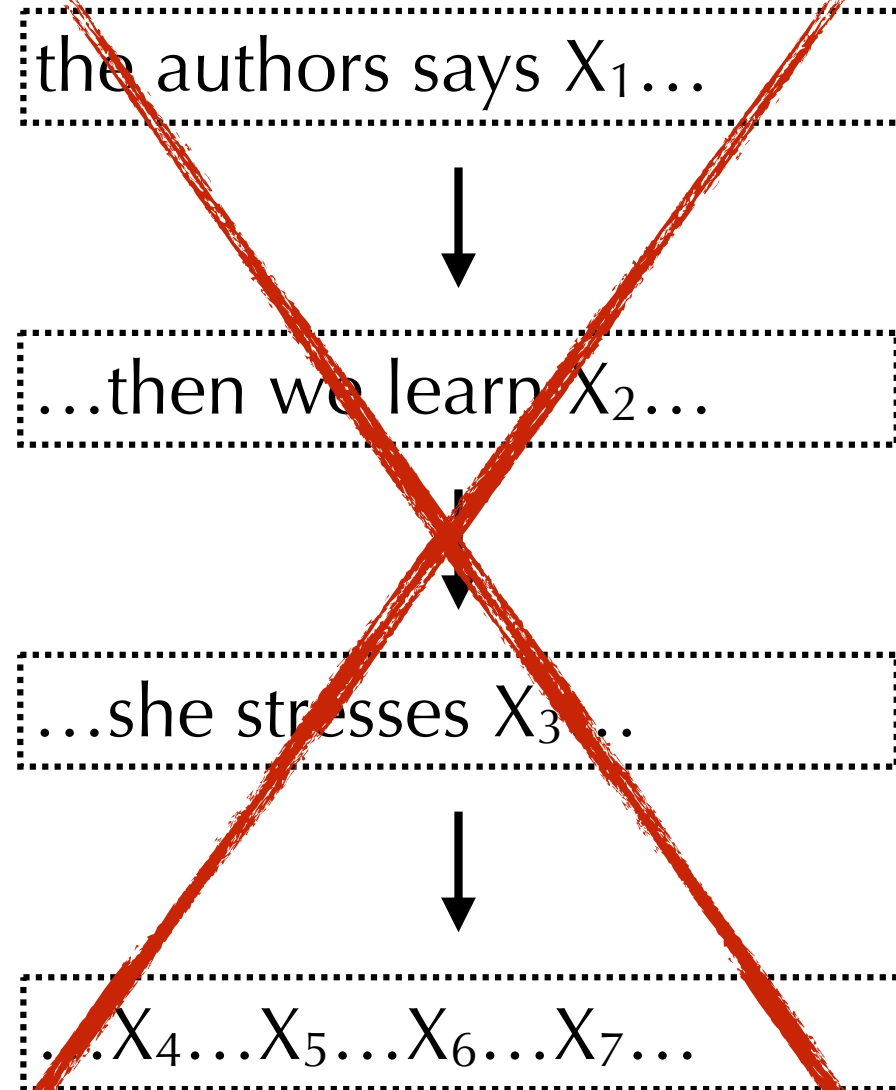 the authors says X₁…
…then we learn X₂…
…she stresses X₃…
…X₄…X₅…X₆…X₇…